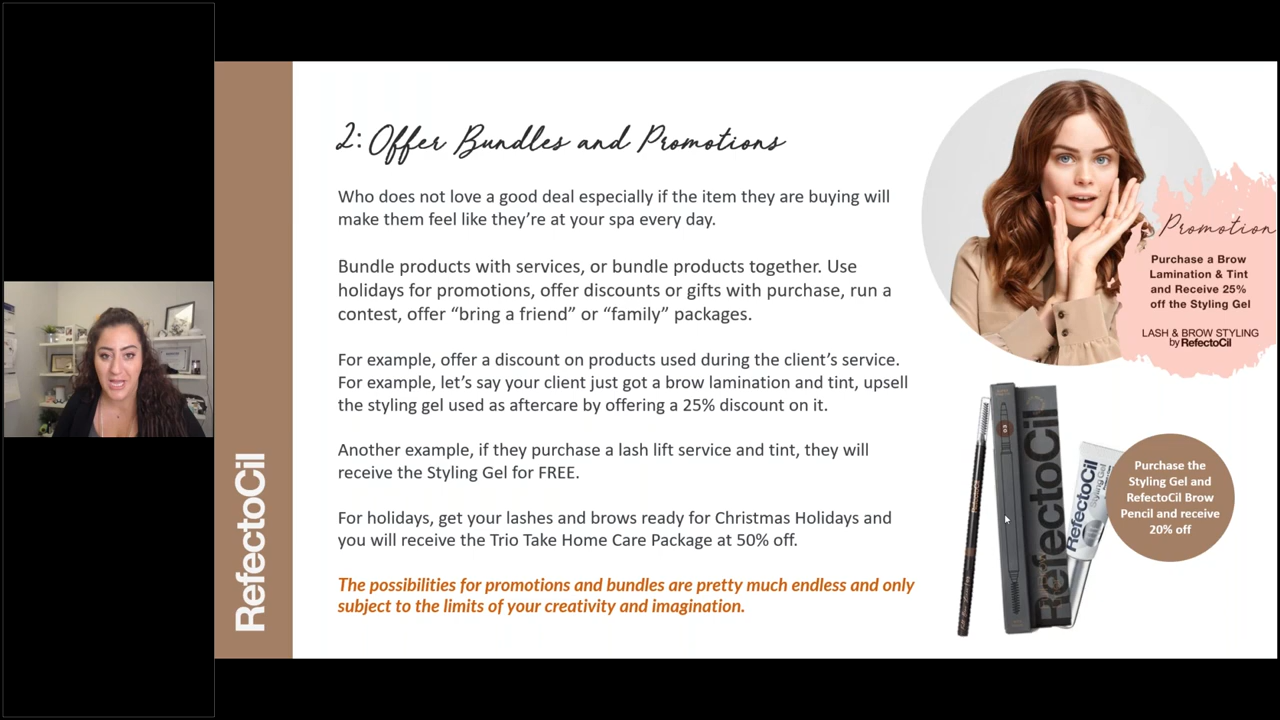 2: Offer Bundles and Promotions
Who does not love a good deal especially if the item they are buying will
make them feel like they're at your spa every day.
Bundle products with services, or bundle products together. Use
holidays for promotions, offer discounts or gifts with purchase, run a
contest, offer “bring a friend” or “family” packages.
For example, offer a discount on products used during the client's service.
For example, let's say your client just got a brow lamination and tint, upsell
the styling gel used as aftercare by offering a 25% discount on it.
Another example, if they purchase a lash lift service and tint, they will
receive the Styling Gel for FREE.
For holidays, get your lashes and brows ready for Christmas Holidays and
you will receive the Trio Take Home Care Package at 50% off.
The possibilities for promotions and bundles are pretty much endless and only
subject to the limits of your creativity and imagination.
RefectoCil
Promotion
Purchase a Brow
Lamination & Tint
and Receive 25%
off the Styling Gel
LASH & BROW STYLING
by RefectoCil
03
RefectoCil
RefectoCil
Styling Gel
Purchase the
Styling Gel and
RefectoCil Brow
Pencil and receive
20% off